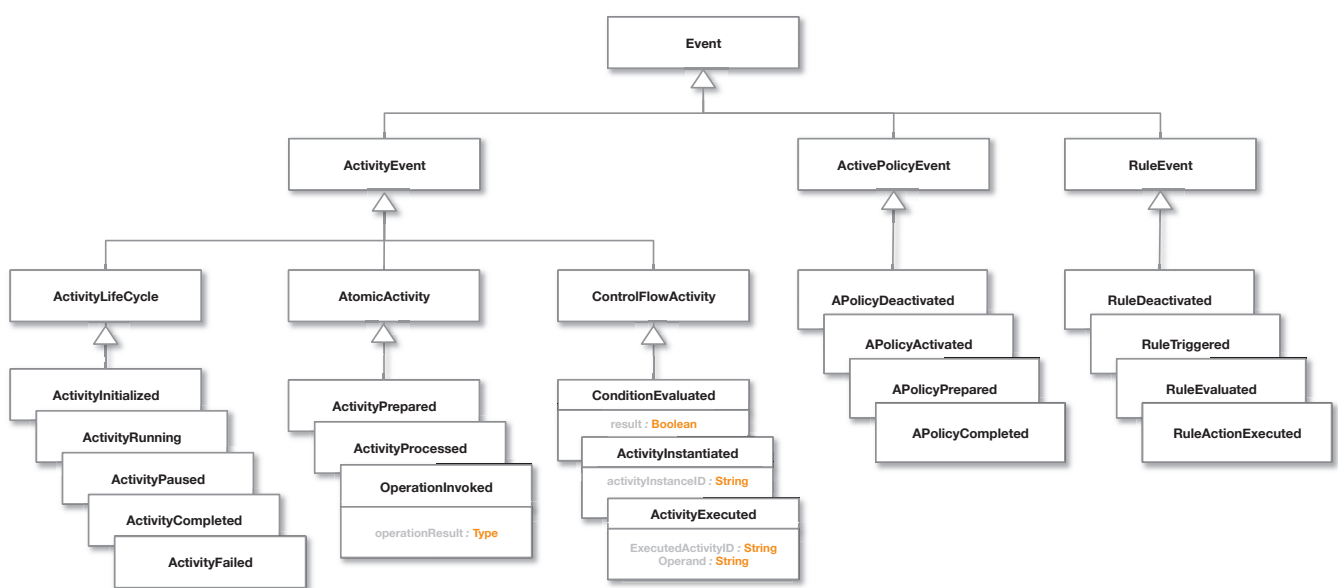 Event
ActivityEvent
ActivePolicyEvent
RuleEvent
ActivityLifeCycle
AtomicActivity
ControlFlowActivity
APolicyDeactivated
RuleDeactivated
APolicyActivated
RuleTriggered
APolicyPrepared
RuleEvaluated
APolicyCompleted
RuleActionExecuted
ActivityInitialized
ActivityRunning
ActivityPaused
ActivityCompleted
ActivityFailed
ActivityPrepared
ActivityProcessed
OperationInvoked
operationResult : Type
ConditionEvaluated
result : Boolean
ActivityInstantiated
activityInstanceID : String
ActivityExecuted
ExecutedActivityID : String
Operand : String